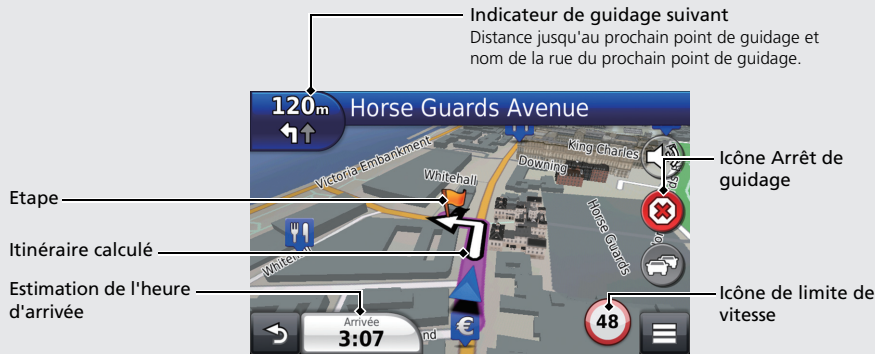 Indicateur de guidage suivant
Distance jusqu'au prochain point de guidage et
nom de la rue du prochain point de guidage.
120m
Horse Guards Avenue
Victoria Embankment
King Charles
Downing
Whitehall
Icône Arrêt de
guidage
Etape
Horse Guards
Itinéraire calculé
Estimation de l'heure
d'arrivée
Arrivée
3:07
nd
€
48
Icône de limite de
vitesse